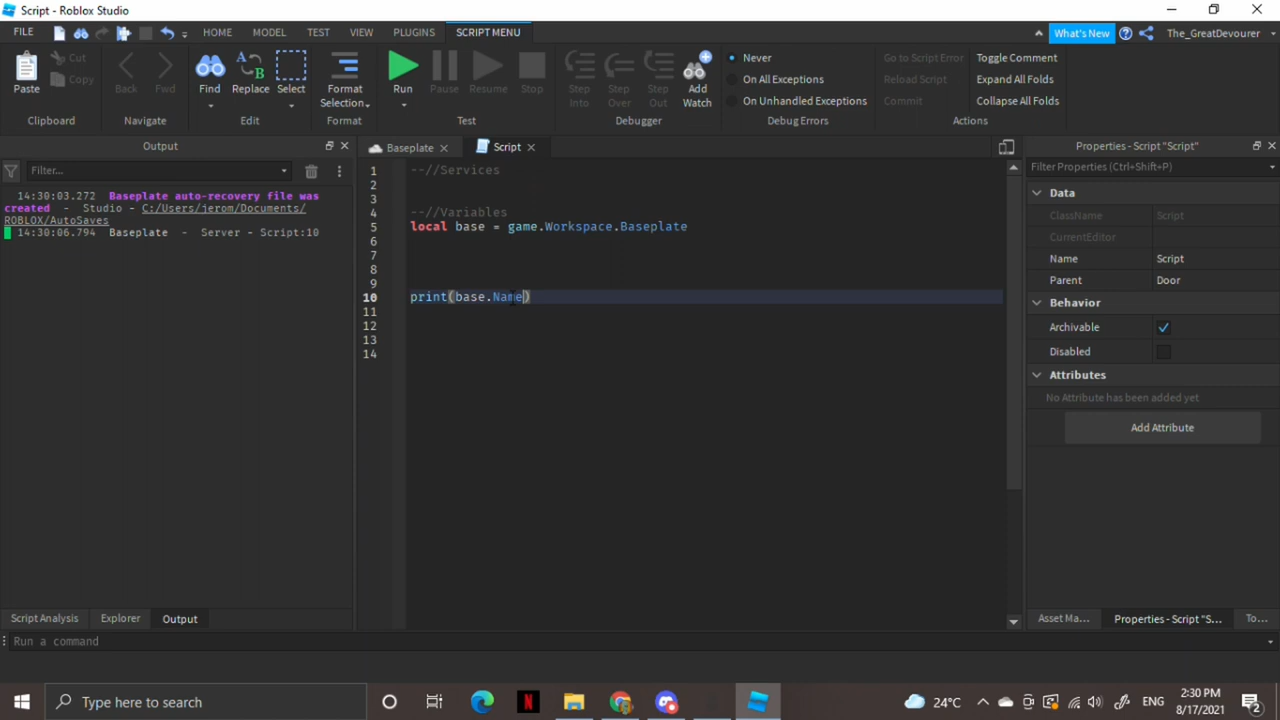 Script - Roblox Studio
FILE HOME MODEL TEST VIEW PLUGINS SCRIPT MENU What's New The_GreatDevourer
Paste Cut Copy Back Fwd Find Replace Select Format Selection Run Pause Resume Stop Step Into Step Over Step Out Add Watch
Never
On All Exceptions
On Unhandled Exceptions
Go to Script Error
Reload Script
Commit
Toggle Comment
Expand All Folds
Collapse All Folds
Clipboard Navigate Edit Format Test Debugger Debug Errors Actions
Output
Filter...
14:30:03.272 Baseplate auto-recovery file was
created - Studio - C:/Users/jerom/Documents/
ROBLOX/AutoSaves
14:30:06.794 Baseplate - Server - Script:10
Baseplate Script
1 --//Services
2
3
4 --//Variables
5 local base = game.Workspace.Baseplate
6
7
8
9
10 print(base.Name)
11
12
13
14
Properties - Script "Script"
Filter Properties (Ctrl+Shift+P)
Data
ClassName Script
CurrentEditor
Name Script
Parent Door
Behavior
Archivable
Disabled
Attributes
No Attribute has been added yet
Add Attribute
Script Analysis Explorer Output
Asset Ma... Properties - Script "S... To...
Run a command
Type here to search
24°C ENG 2:30 PM
8/17/2021
2